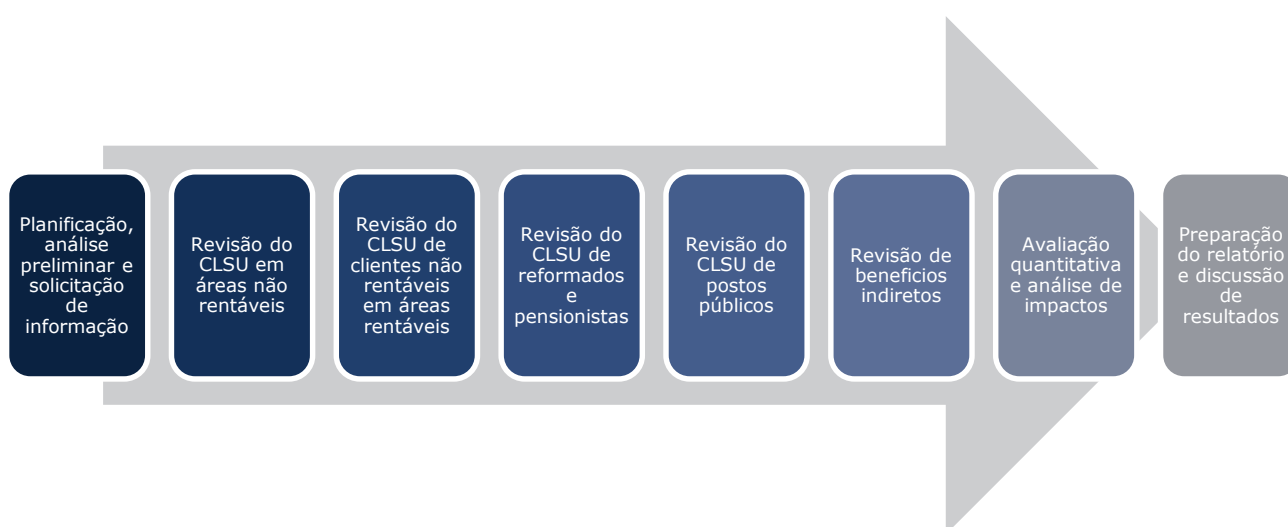 Planificação,
análise
preliminar e
solicitação
de
informação
Revisão do
CLSU em
áreas não
rentáveis
Revisão do
CLSU de
clientes não
rentáveis
em áreas
rentáveis
Revisão do
CLSU de
reformados
e
pensionistas
Revisão do
CLSU de
postos
públicos
Revisão de
beneficios
indiretos
Avaliação
quantitativa
e análise de
impactos
Preparação
do relatório
e discussão
de
resultados